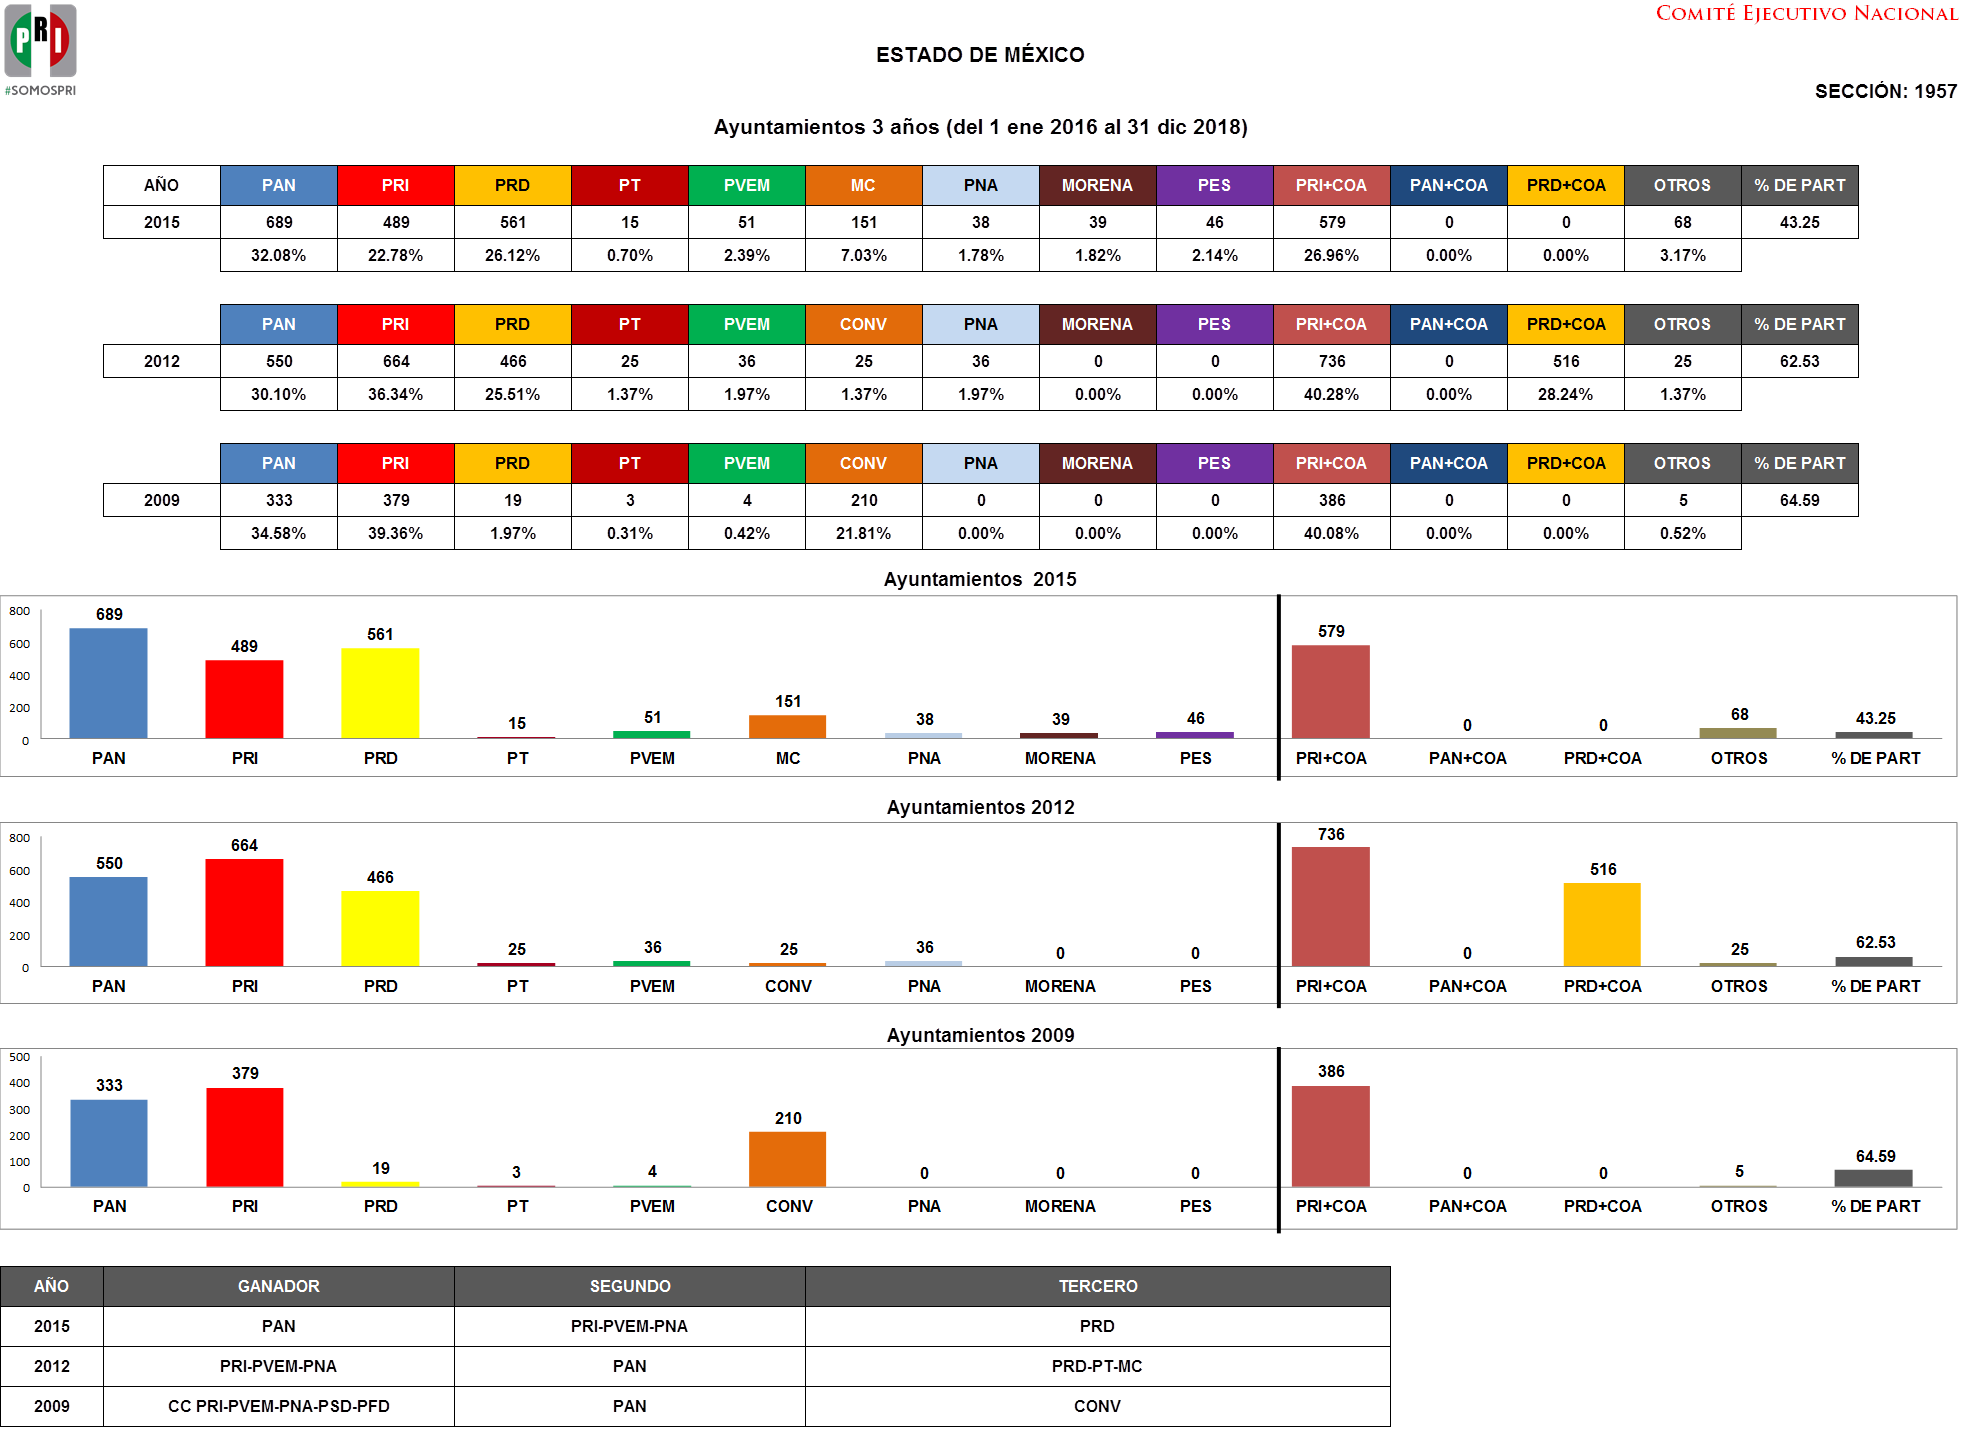 PRI
#SOMOSPRI
COMITÉ EJECUTIVO NACIONAL
ESTADO DE MÉXICO
SECCIÓN: 1957
Ayuntamientos 3 años (del 1 ene 2016 al 31 dic 2018)
AÑO PAN PRI PRD PT PVEM MC PNA MORENA PES PRI+COA PAN+COA PRD+COA OTROS % DE PART
2015 689 489 561 15 51 151 38 39 46 579 0 0 68 43.25
32.08% 22.78% 26.12% 0.70% 2.39% 7.03% 1.78% 1.82% 2.14% 26.96% 0.00% 0.00% 3.17%
PAN PRI PRD PT PVEM CONV PNA MORENA PES PRI+COA PAN+COA PRD+COA OTROS % DE PART
2012 550 664 466 25 36 25 36 0 0 736 0 516 25 62.53
30.10% 36.34% 25.51% 1.37% 1.97% 1.37% 1.97% 0.00% 0.00% 40.28% 0.00% 28.24% 1.37%
PAN PRI PRD PT PVEM CONV PNA MORENA PES PRI+COA PAN+COA PRD+COA OTROS % DE PART
2009 333 379 19 3 4 210 0 0 0 386 0 0 5 64.59
34.58% 39.36% 1.97% 0.31% 0.42% 21.81% 0.00% 0.00% 0.00% 40.08% 0.00% 0.00% 0.52%
Ayuntamientos 2015
800
600
400
200
0
689 489 561 15 51 151 38 39 46 579 0 0 68 43.25
PAN PRI PRD PT PVEM MC PNA MORENA PES PRI+COA PAN+COA PRD+COA OTROS % DE PART
Ayuntamientos 2012
800
600
400
200
0
550 664 466 25 36 25 36 0 0 736 0 516 25 62.53
PAN PRI PRD PT PVEM CONV PNA MORENA PES PRI+COA PAN+COA PRD+COA OTROS % DE PART
Ayuntamientos 2009
500
400
300
200
100
0
333 379 19 3 4 210 0 0 0 386 0 0 5 64.59
PAN PRI PRD PT PVEM CONV PNA MORENA PES PRI+COA PAN+COA PRD+COA OTROS % DE PART
AÑO GANADOR SEGUNDO TERCERO
2015 PAN PRI-PVEM-PNA PRD
2012 PRI-PVEM-PNA PAN PRD-PT-MC
2009 CC PRI-PVEM-PNA-PSD-PFD PAN CONV